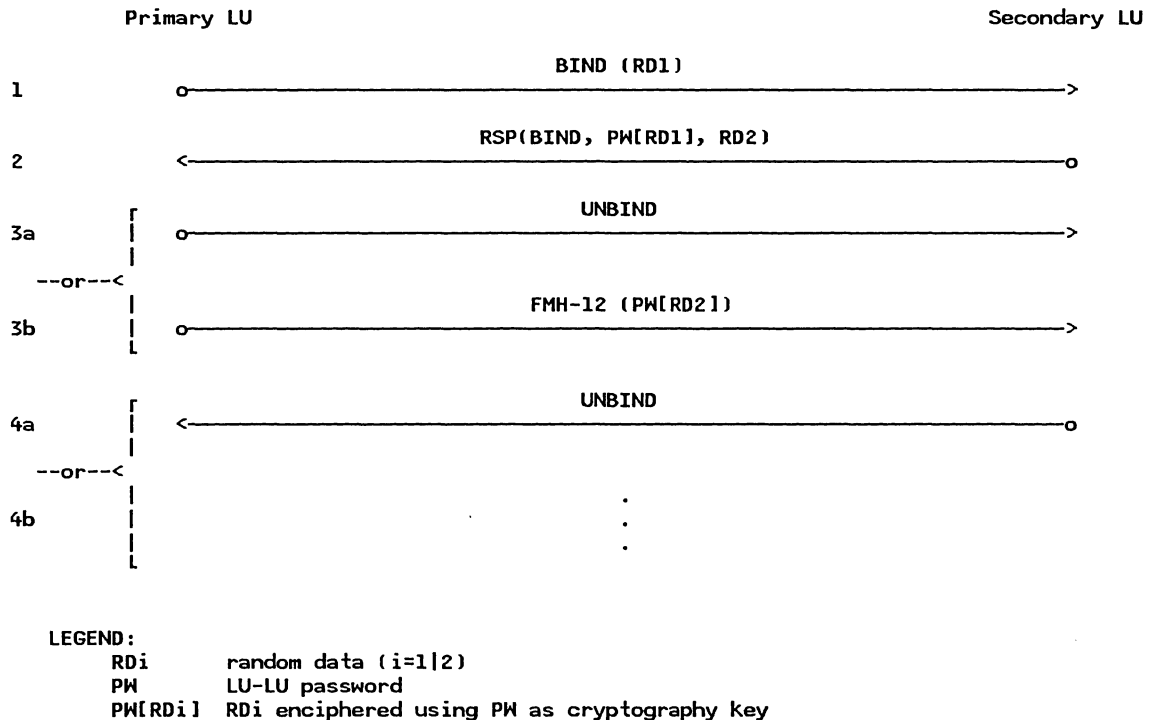 Primary LU Secondary LU
BIND (RD1)
1 o >
RSP(BIND, PW[RD1], RD2)
2 < o
UNBIND
3a o >
--or--<
FMH-12 (PW[RD2])
3b o >
UNBIND
4a < o
--or--<
4b
.
.
.
LEGEND:
RDi random data (i=1|2)
PW LU-LU password
PW[RDi] RDi enciphered using PW as cryptography key